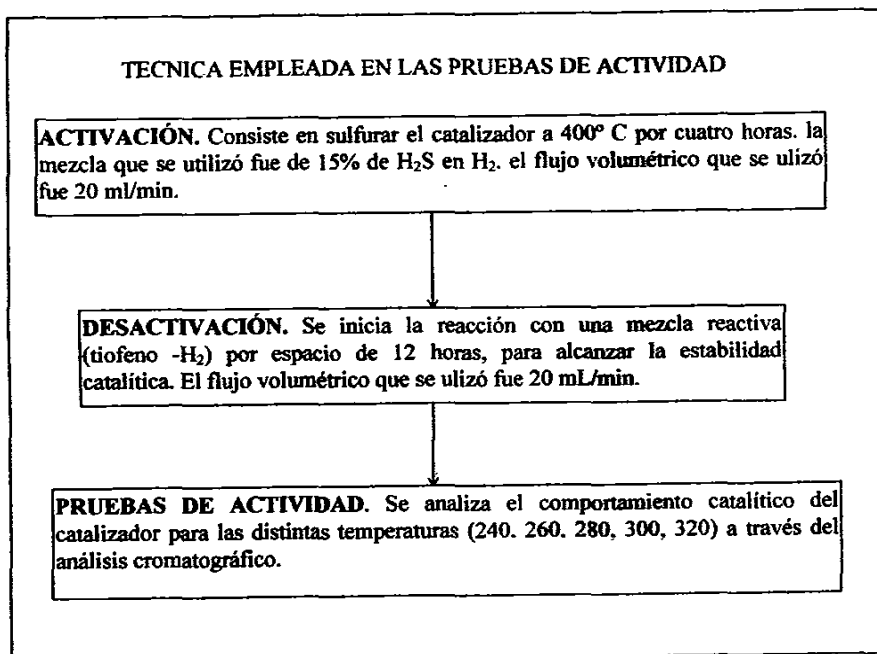 TECNICA EMPLEADA EN LAS PRUEBAS DE ACTIVIDAD
ACTIVACIÓN. Consiste en sulfurar el catalizador a 400º C por cuatro horas. la
mezcla que se utilizó fue de 15% de H₂S en H₂. el flujo volumétrico que se ulizó
fue 20 ml/min.
DESACTIVACIÓN. Se inicia la reacción con una mezcla reactiva
(tiofeno -H₂) por espacio de 12 horas, para alcanzar la estabilidad
catalítica. El flujo volumétrico que se ulizó fue 20 mL/min.
PRUEBAS DE ACTIVIDAD. Se analiza el comportamiento catalítico del
catalizador para las distintas temperaturas (240. 260. 280, 300, 320) a través del
análisis cromatográfico.